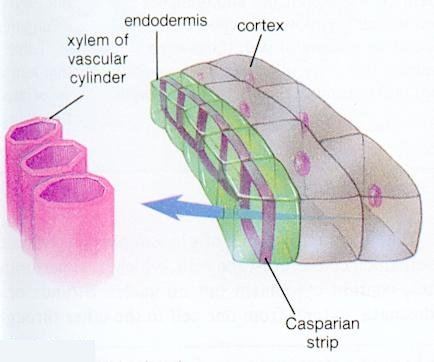 endodermis
cortex
xylem of
vascular
cylinder
Casparian
strip